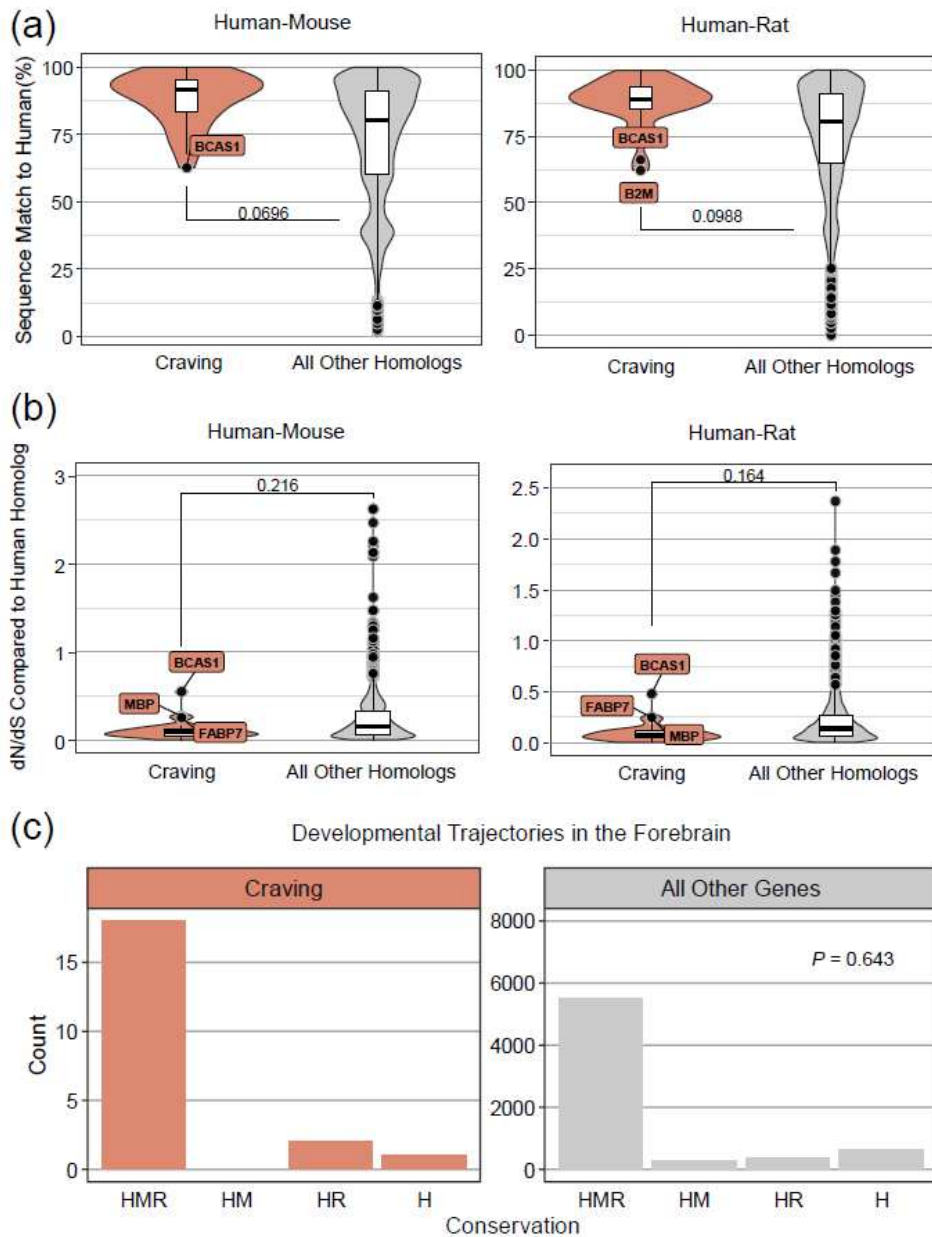 (a)
Human-Mouse
Human-Rat
Sequence Match to Human(%)
100
75
50
25
0
BCAS1
0.0696
Craving
All Other Homologs
100
75
50
25
0
BCAS1
B2M
0.0988
Craving
All Other Homologs
(b)
Human-Mouse
Human-Rat
dN/dS Compared to Human Homolog
3
2
1
0
0.216
BCAS1
MBP
FABP7
Craving
All Other Homologs
2.5
2.0
1.5
1.0
0.5
0.0
0.164
BCAS1
FABP7
MBP
Craving
All Other Homologs
(c)
Developmental Trajectories in the Forebrain
Craving
All Other Genes
Count
15
10
5
0
HMR HM HR H
8000
6000
4000
2000
0
P = 0.643
HMR HM HR H
Conservation